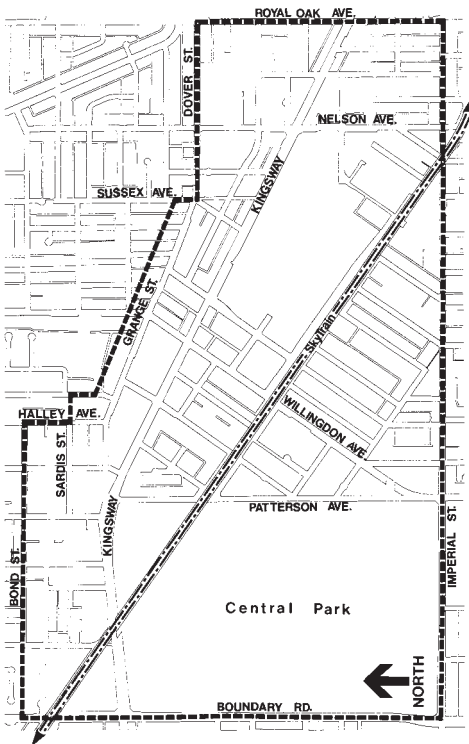 ROYAL OAK AVE.
DOVER ST.
NELSON AVE.
KINGSWAY
SUSSEX AVE.
GRANGE ST.
SkyTrain
HALLEY AVE.
WILLINGDON AVE.
SARDIS ST.
KINGSWAY
PATTERSON AVE.
IMPERIAL ST.
BOND ST.
Central Park
NORTH
BOUNDARY RD.